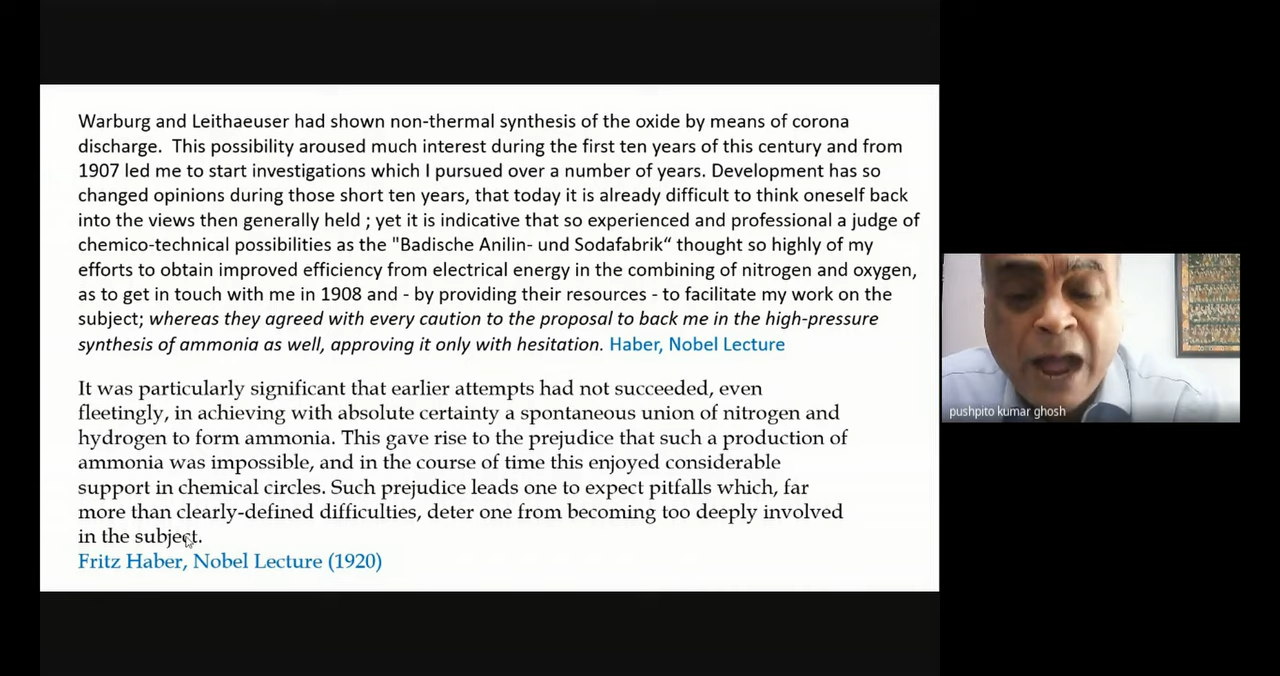 Warburg and Leithaeuser had shown non-thermal synthesis of the oxide by means of corona
discharge.  This possibility aroused much interest during the first ten years of this century and from
1907 led me to start investigations which I pursued over a number of years. Development has so
changed opinions during those short ten years, that today it is already difficult to think oneself back
into the views then generally held ; yet it is indicative that so experienced and professional a judge of
chemico-technical possibilities as the "Badische Anilin- und Sodafabrik“ thought so highly of my
efforts to obtain improved efficiency from electrical energy in the combining of nitrogen and oxygen,
as to get in touch with me in 1908 and - by providing their resources - to facilitate my work on the
subject; whereas they agreed with every caution to the proposal to back me in the high-pressure
synthesis of ammonia as well, approving it only with hesitation. Haber, Nobel Lecture
It was particularly significant that earlier attempts had not succeeded, even
fleetingly, in achieving with absolute certainty a spontaneous union of nitrogen and
hydrogen to form ammonia. This gave rise to the prejudice that such a production of
ammonia was impossible, and in the course of time this enjoyed considerable
support in chemical circles. Such prejudice leads one to expect pitfalls which, far
more than clearly-defined difficulties, deter one from becoming too deeply involved
in the subject.
Fritz Haber, Nobel Lecture (1920)
pushpito kumar ghosh